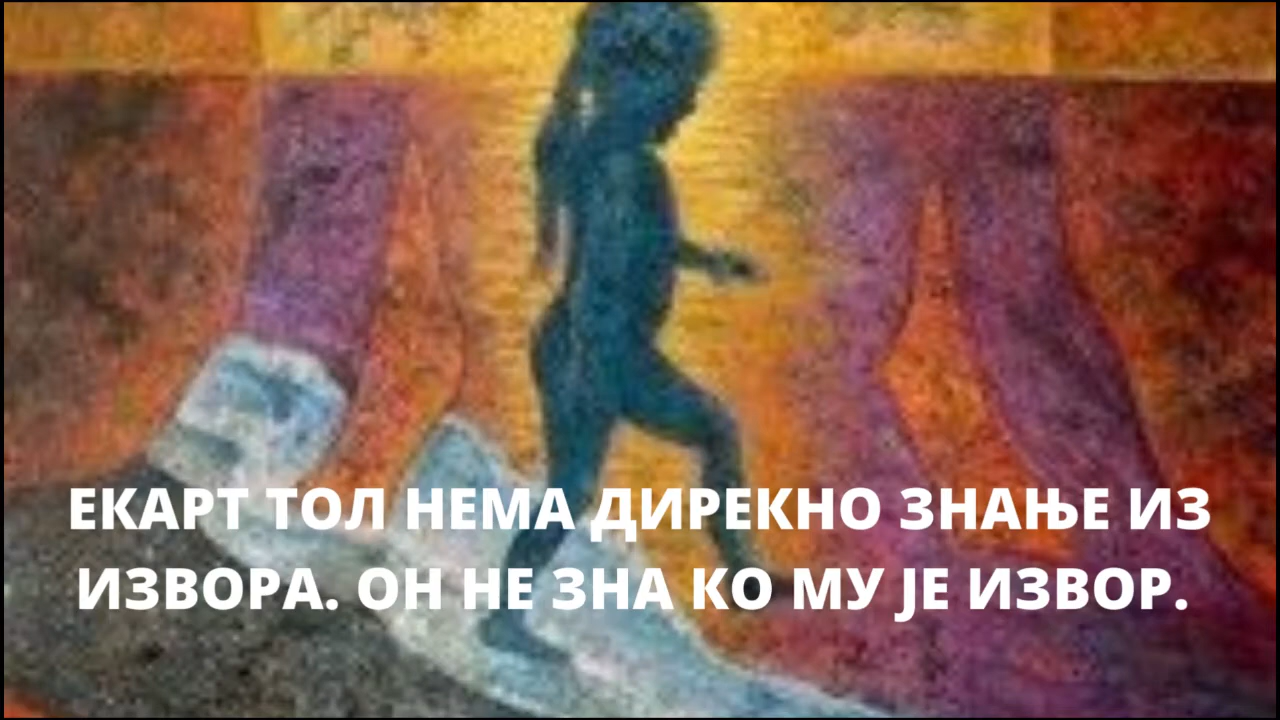 ЕКАРТ ТОЛ НЕМА ДИРЕКНО ЗНАЊЕ ИЗ
ИЗВОРА. ОН НЕ ЗНА КО МУ ЈЕ ИЗВОР.